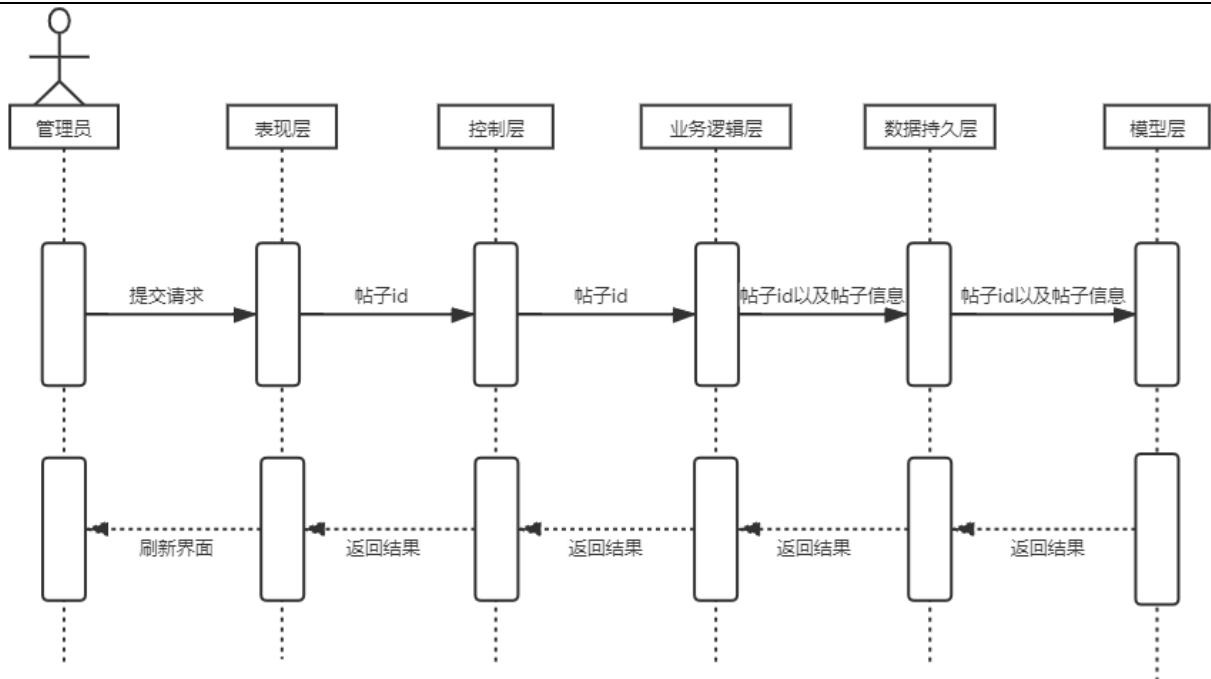 管理员
表现层
控制层
业务逻辑层
数据持久层
模型层
提交请求
帖子id
帖子id
帖子id以及帖子信息
帖子id以及帖子信息
刷新界面
返回结果
返回结果
返回结果
返回结果